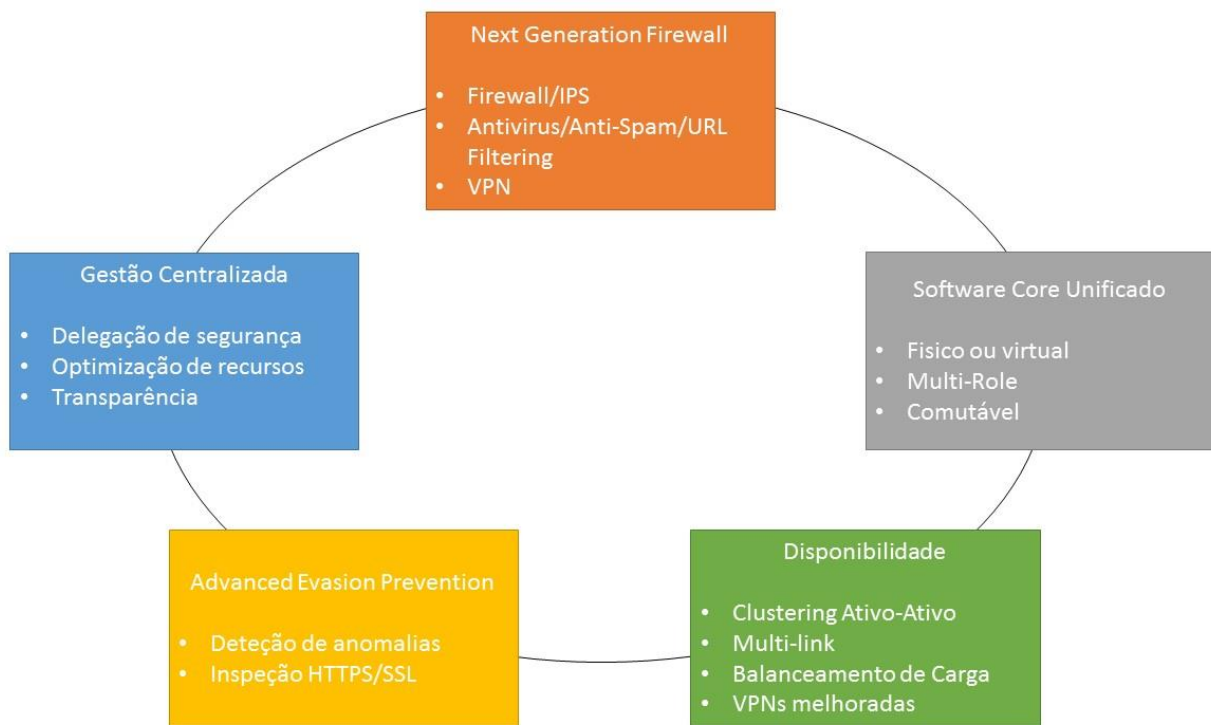 Next Generation Firewall
• Firewall/IPS
• Antivirus/Anti-Spam/URL
Filtering
• VPN
Gestão Centralizada
• Delegação de segurança
• Optimização de recursos
• Transparência
Software Core Unificado
• Fisico ou virtual
• Multi-Role
• Comutável
Advanced Evasion Prevention
• Deteção de anomalias
• Inspeção HTTPS/SSL
Disponibilidade
• Clustering Ativo-Ativo
• Multi-link
• Balanceamento de Carga
• VPNs melhoradas